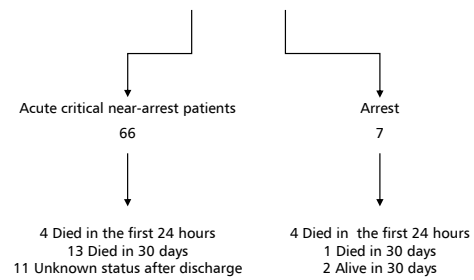 Acute critical near-arrest patients
66
4 Died in the first 24 hours
13 Died in 30 days
11 Unknown status after discharge
Arrest
7
4 Died in the first 24 hours
1 Died in 30 days
2 Alive in 30 days